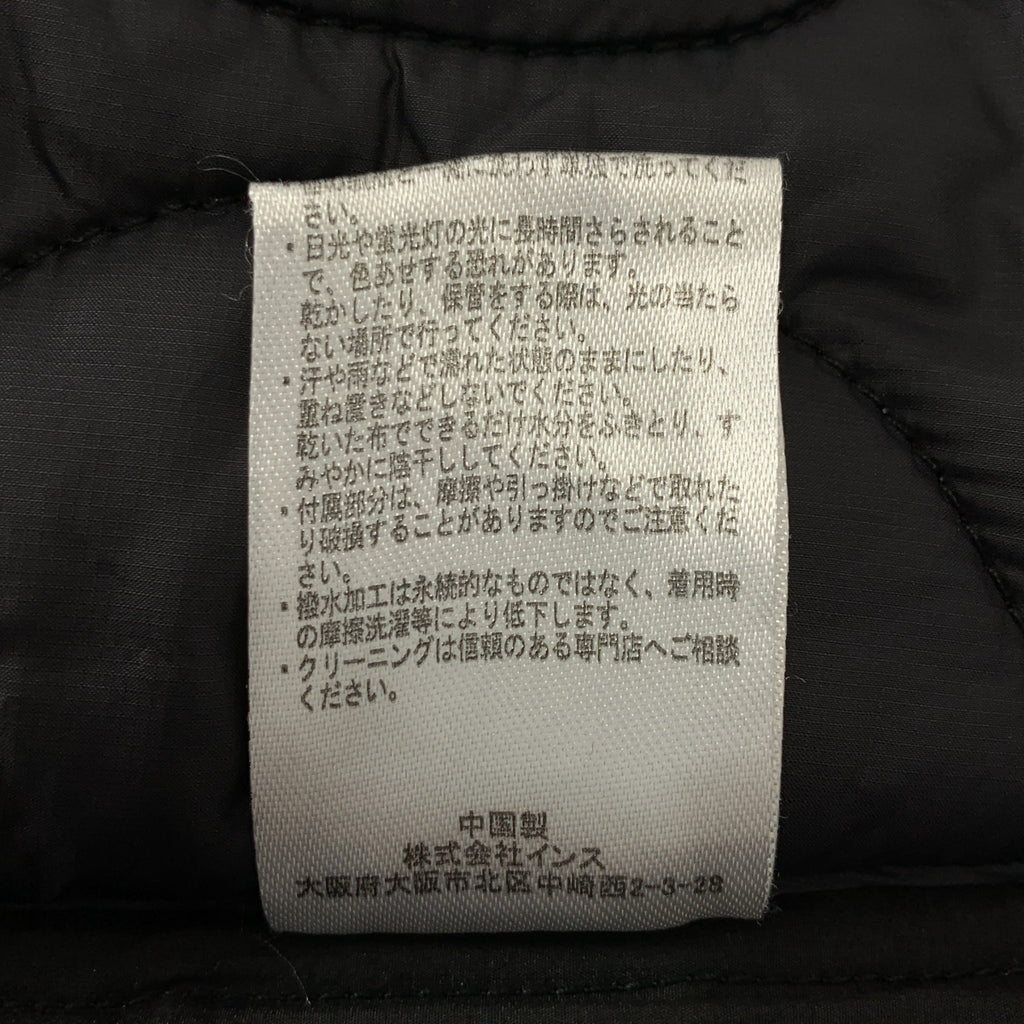 単独で洗ってくだ
さい。
・日光や蛍光灯の光に長時間さらされること
で、色あせする恐れがあります。
乾かしたり、保管をする際は、光の当たら
ない場所で行ってください。
・汗や雨などで濡れた状態のままにしたり、
重ね置きなどしないでください。
乾いた布でできるだけ水分をふきとり、す
みやかに陰干ししてください。
・付属部分は、摩擦や引っ掛けなどで取れた
り破損することがありますのでご注意くだ
さい。
・撥水加工は永続的なものではなく、着用時
の摩擦洗濯等により低下します。
・クリーニングは信頼のある専門店へご相談
ください。
中国製
株式会社インス
大阪府大阪市北区中崎西2-3-28